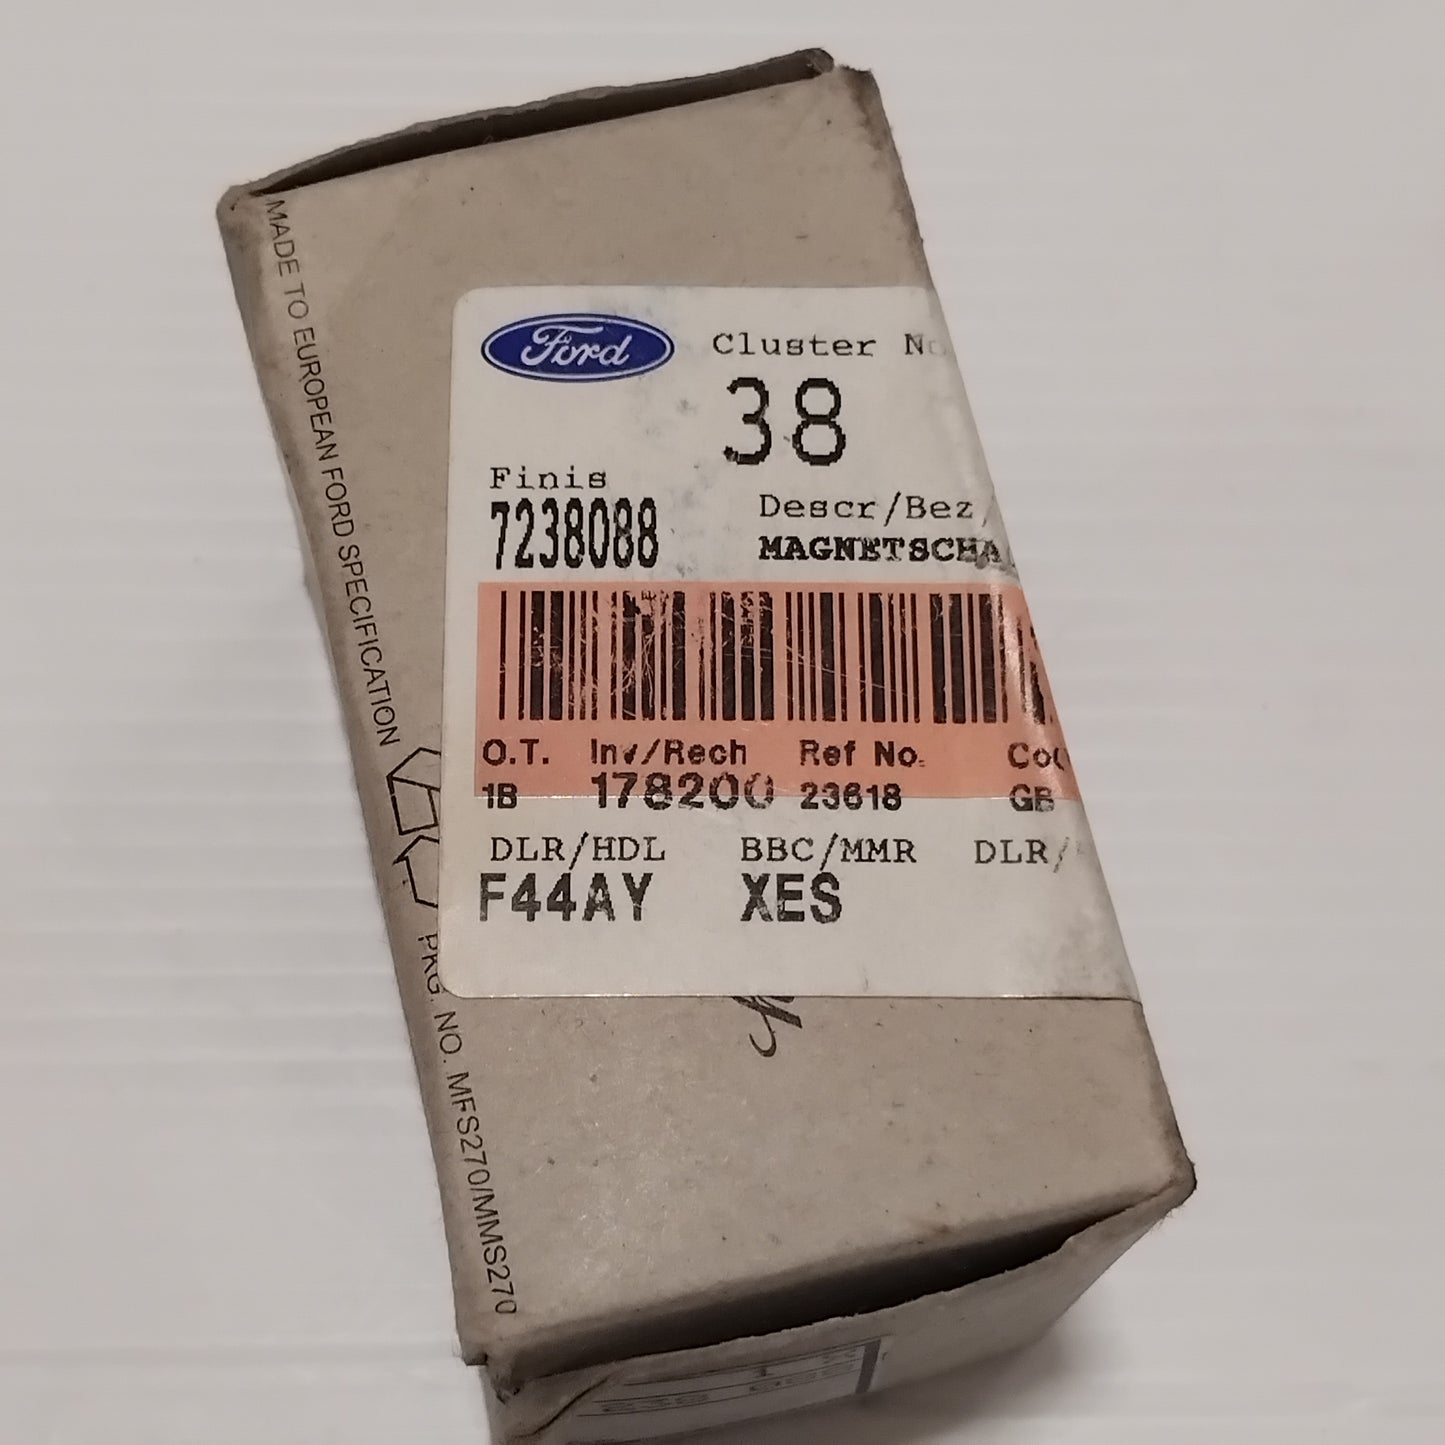 MADE TO EUROPEAN FORD SPECIFICATION
PKG. NO. MFS270/MMS270
Ford
Cluster No
38
Finis
7238088
Descr/Bez/
MAGNETSCHA
O.T. Inv/Rech Ref No. Cou
1B 178200 23618 GB
DLR/HDL BBC/MMR DLR/
F44AY XES